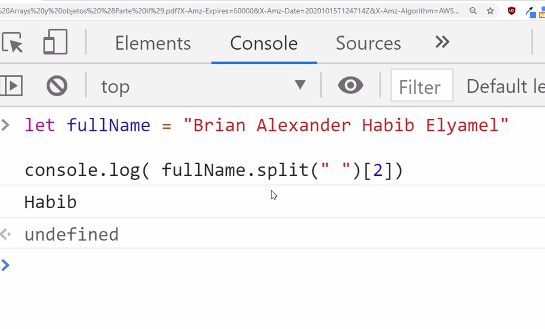 %20Arrays%20y%20objetos%20%28Parte%20II%29.pdf?X-Amz-Expires=60000&X-Amz-Date=20201015T124714Z&X-Amz-Algorithm=AWS...
Elements Console Sources »
top Filter Default le
> let fullName = "Brian Alexander Habib Elyamel"
console.log( fullName.split(" ")[2])
Habib
undefined
>